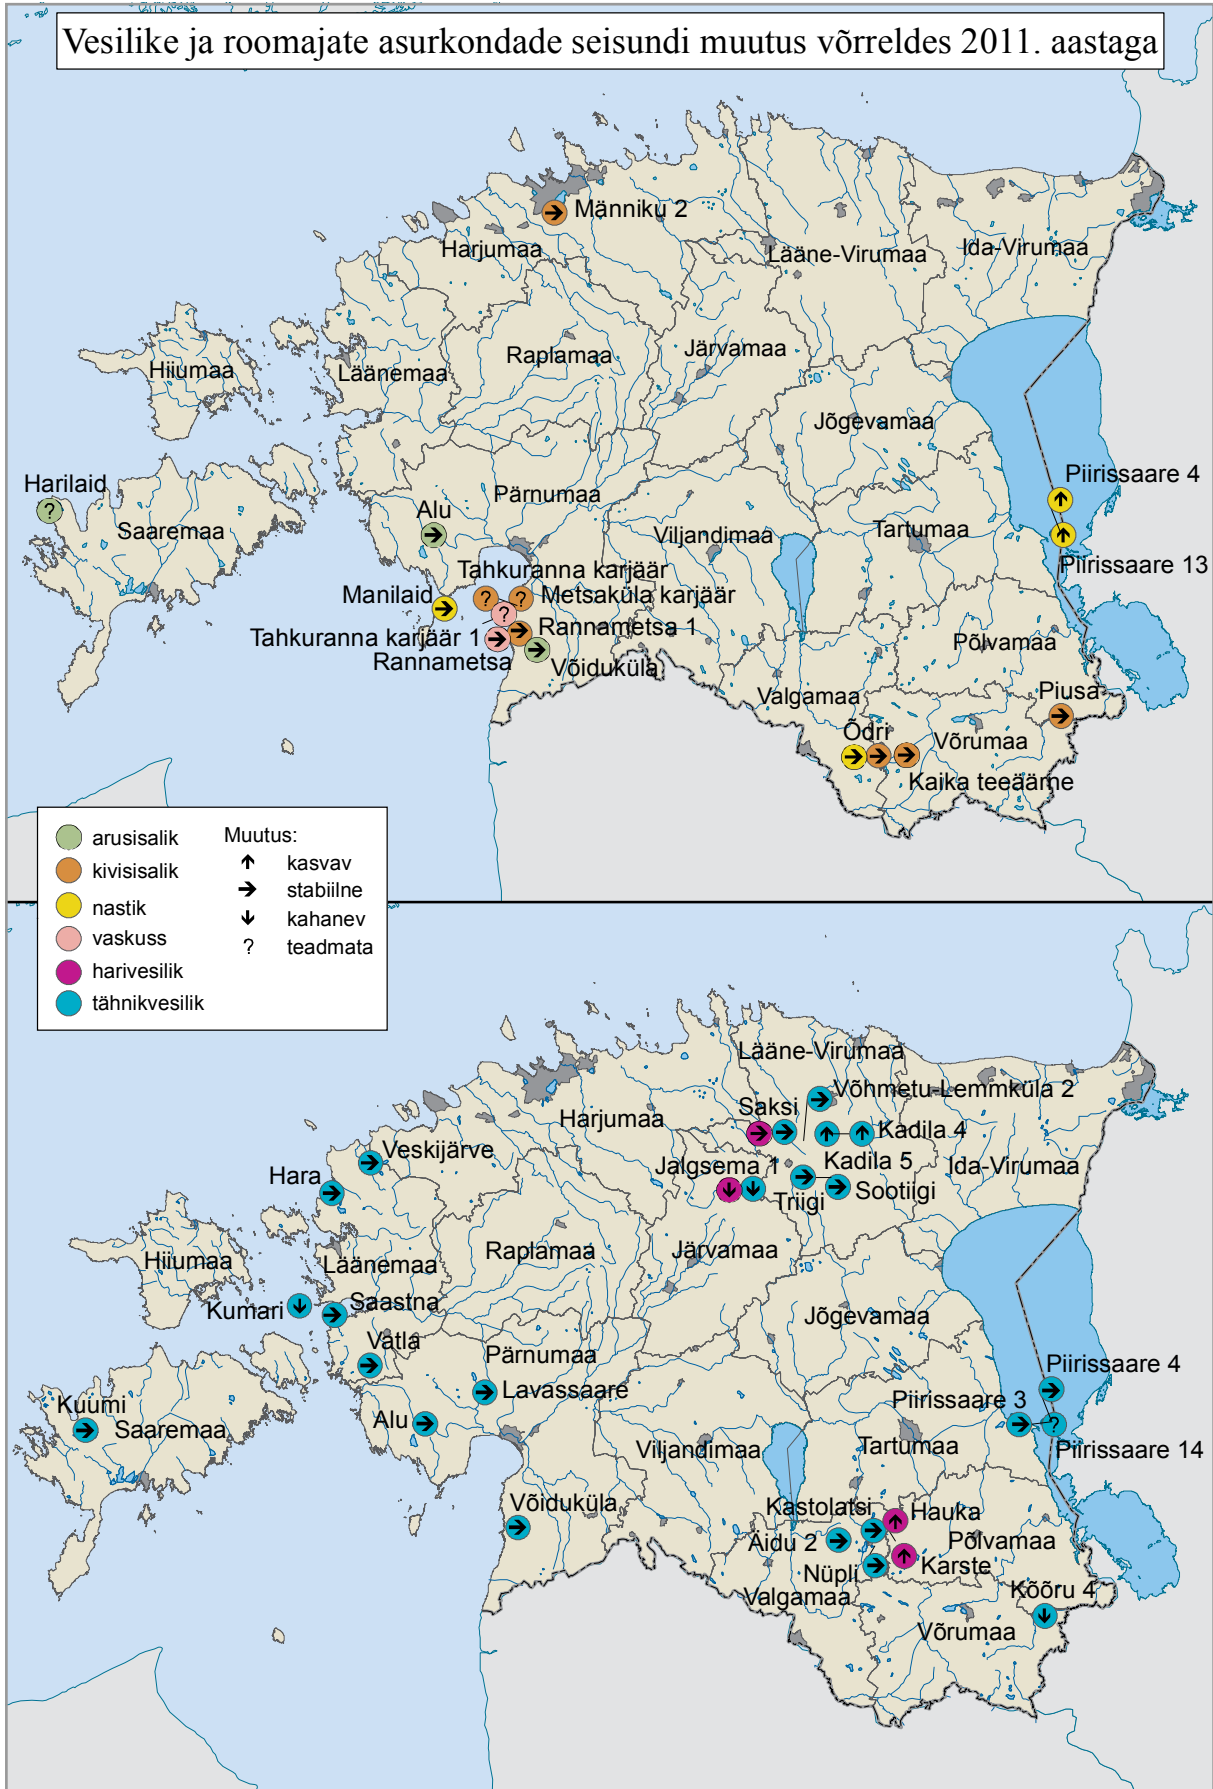 Vesilike ja roomajate asurkondade seisundi muutus võrreldes 2011. aastaga
Männiku 2
Harjumaa
Lääne-Virumaa
Ida-Virumaa
Hiiumaa
Läänemaa
Raplamaa
Järvamaa
Jõgevamaa
Harilaid
?
Saaremaa
Alu
Pärnumaa
Viljandimaa
Tartumaa
Piirissaare 4
Piirissaare 13
Manilaid
Tahkuranna karjäär
? ?
Metsaküla karjäär
?
Tahkuranna karjäär 1
Rannametsa 1
Rannametsa
Võiduküla
Põlvamaa
Valgamaa
Piusa
Õdri
Võrumaa
Kaika teeäärne
arusisalik
kivisisalik
nastik
vaskuss
harivesilik
tähnikvesilik
Muutus:
kasvav
stabiilne
kahanev
? teadmata
Lääne-Virumaa
Võhmetu-Lemmküla 2
Harjumaa
Saksi
Kadila 4
Veskijärve
Hara
Jalgsema 1
Kadila 5
Ida-Virumaa
Triigi
Sootiigi
Hiiumaa
Läänemaa
Raplamaa
Järvamaa
Kumari
Saastna
Jõgevamaa
Vatla
Pärnumaa
Lavassaare
Piirissaare 4
Piirissaare 3
?
Kuumi
Saaremaa
Alu
Viljandimaa
Tartumaa
Piirissaare 14
Võiduküla
Kastolatsi
Hauka
Äidu 2
Põlvamaa
Nüpli
Karste
Valgamaa
Kõõru 4
Võrumaa